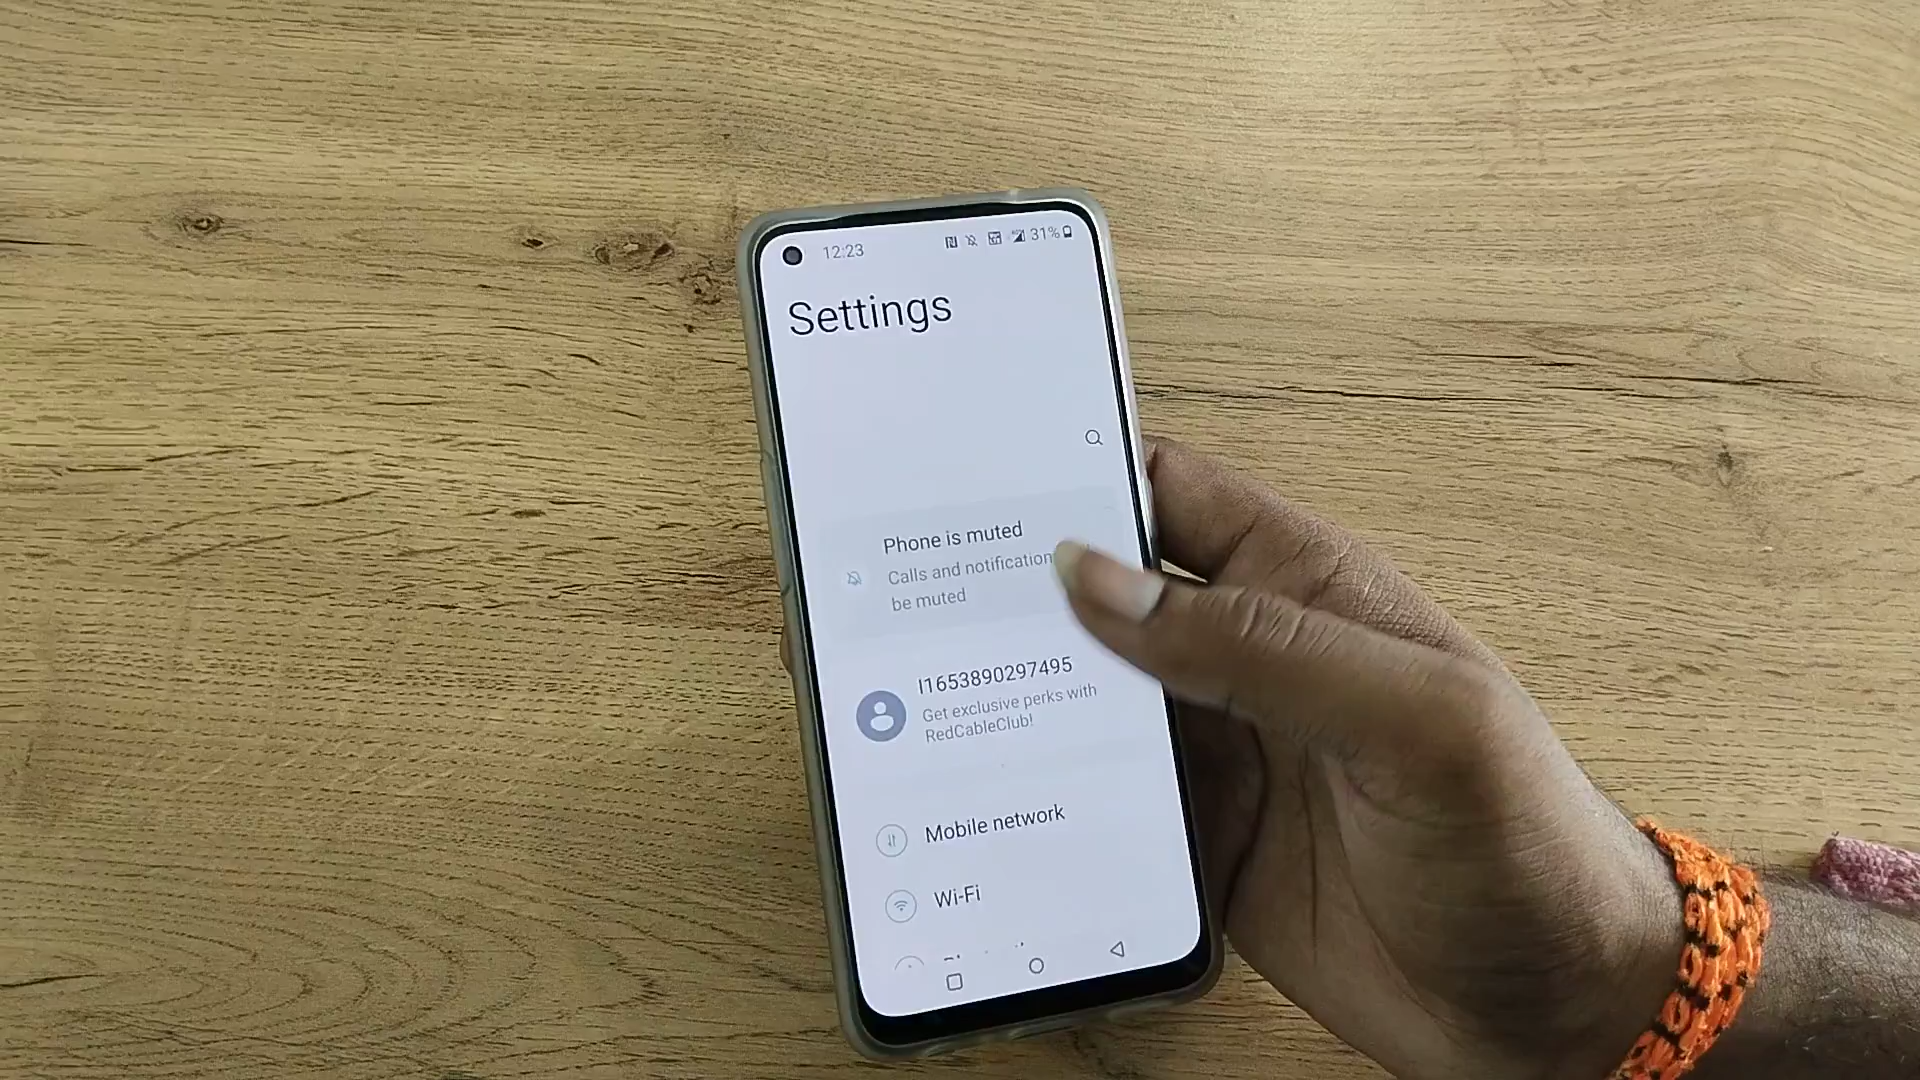 12:23
31%
Settings
Phone is muted
Calls and notification
be muted
I1653890297495
Get exclusive perks with
RedCableClub!
Mobile network
Wi-Fi